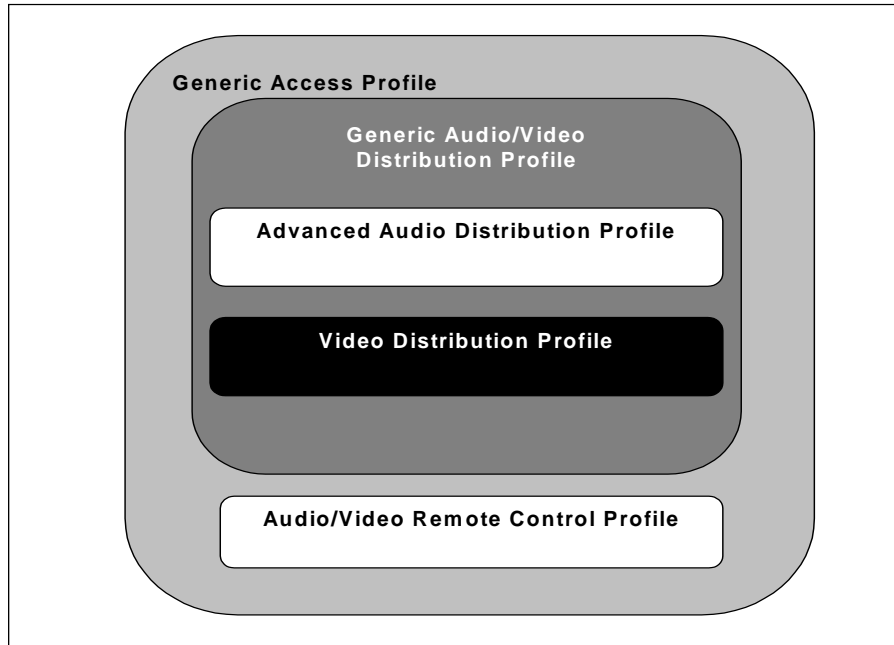 Generic Access Profile
Generic Audio/Video
Distribution Profile
Advanced Audio Distribution Profile
Video Distribution Profile
Audio/Video Remote Control Profile